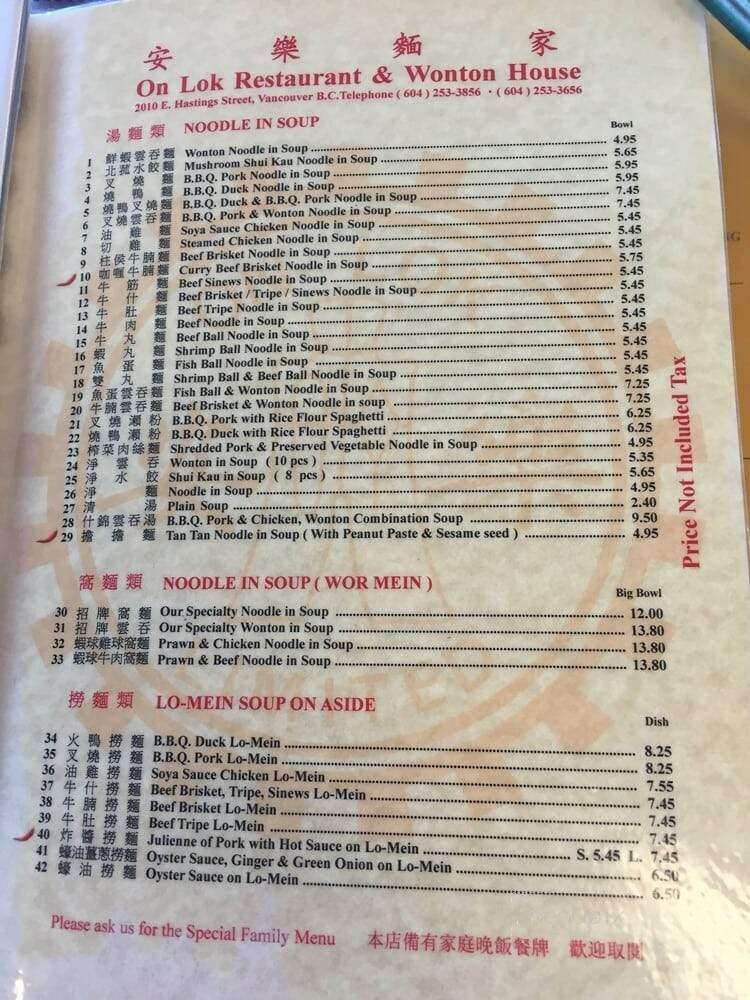 安樂麵家
On Lok Restaurant & Wonton House
2010 E. Hastings Street, Vancouver B.C.Telephone ( 604 ) 253-3856 · ( 604 ) 253-3656
湯麵類 NOODLE IN SOUP Bowl
1 鮮蝦雲吞麵 Wonton Noodle in Soup 4.95
2 北菰水餃麵 Mushroom Shui Kau Noodle in Soup 5.65
3 叉燒麵 B.B.Q. Pork Noodle in Soup 5.95
4 燒鴨麵 B.B.Q. Duck Noodle in Soup 5.95
5 燒鴨叉燒麵 B.B.Q. Duck & B.B.Q. Pork Noodle in Soup 7.45
6 叉燒雲吞麵 B.B.Q. Pork & Wonton Noodle in Soup 7.45
7 油雞麵 Soya Sauce Chicken Noodle in Soup 5.45
8 切雞麵 Steamed Chicken Noodle in Soup 5.45
9 柱侯牛腩麵 Beef Brisket Noodle in Soup 5.45
10 咖喱牛腩麵 Curry Beef Brisket Noodle in Soup 5.75
11 牛筋麵 Beef Sinews Noodle in Soup 5.45
12 牛什麵 Beef Brisket / Tripe / Sinews Noodle in Soup 5.45
13 牛肚麵 Beef Tripe Noodle in Soup 5.45
14 牛肉麵 Beef Noodle in Soup 5.45
15 牛丸麵 Beef Ball Noodle in Soup 5.45
16 蝦丸麵 Shrimp Ball Noodle in Soup 5.45
17 魚蛋麵 Fish Ball Noodle in Soup 5.45
18 雙丸麵 Shrimp Ball & Beef Ball Noodle in Soup 5.45
19 魚蛋雲吞麵 Fish Ball & Wonton Noodle in Soup 7.25
20 牛腩雲吞麵 Beef Brisket & Wonton Noodle in soup 7.25
21 叉燒瀬粉 B.B.Q. Pork with Rice Flour Spaghetti 6.25
22 燒鴨瀬粉 B.B.Q. Duck with Rice Flour Spaghetti 6.25
23 榨菜肉絲麵 Shredded Pork & Preserved Vegetable Noodle in Soup 4.95
24 淨雲吞 Wonton in Soup ( 10 pcs ) 5.35
25 淨水餃 Shui Kau in Soup ( 8 pcs ) 5.65
26 淨麵 Noodle in Soup 4.95
27 清湯 Plain Soup 2.40
28 什錦雲吞湯 B.B.Q. Pork & Chicken, Wonton Combination Soup 9.50
29 擔擔麵 Tan Tan Noodle in Soup ( With Peanut Paste & Sesame seed ) 4.95
Price Not Included Tax
窩麵類 NOODLE IN SOUP ( WOR MEIN ) Big Bowl
30 招牌窩麵 Our Specialty Noodle in Soup 12.00
31 招牌雲吞 Our Specialty Wonton in Soup 13.80
32 蝦球雞球窩麵 Prawn & Chicken Noodle in Soup 13.80
33 蝦球牛肉窩麵 Prawn & Beef Noodle in Soup 13.80
撈麵類 LO-MEIN SOUP ON ASIDE Dish
34 火鴨撈麵 B.B.Q. Duck Lo-Mein 8.25
35 叉燒撈麵 B.B.Q. Pork Lo-Mein 8.25
36 油雞撈麵 Soya Sauce Chicken Lo-Mein 7.55
37 牛什撈麵 Beef Brisket, Tripe, Sinews Lo-Mein 7.45
38 牛腩撈麵 Beef Brisket Lo-Mein 7.45
39 牛肚撈麵 Beef Tripe Lo-Mein 7.45
40 炸醬撈麵 Julienne of Pork with Hot Sauce on Lo-Mein S. 5.45 L. 7.45
41 蠔油薑蔥撈麵 Oyster Sauce, Ginger & Green Onion on Lo-Mein 6.50
42 蠔油撈麵 Oyster Sauce on Lo-Mein 6.50
Please ask us for the Special Family Menu 本店備有家庭晚飯餐牌 歡迎取閱